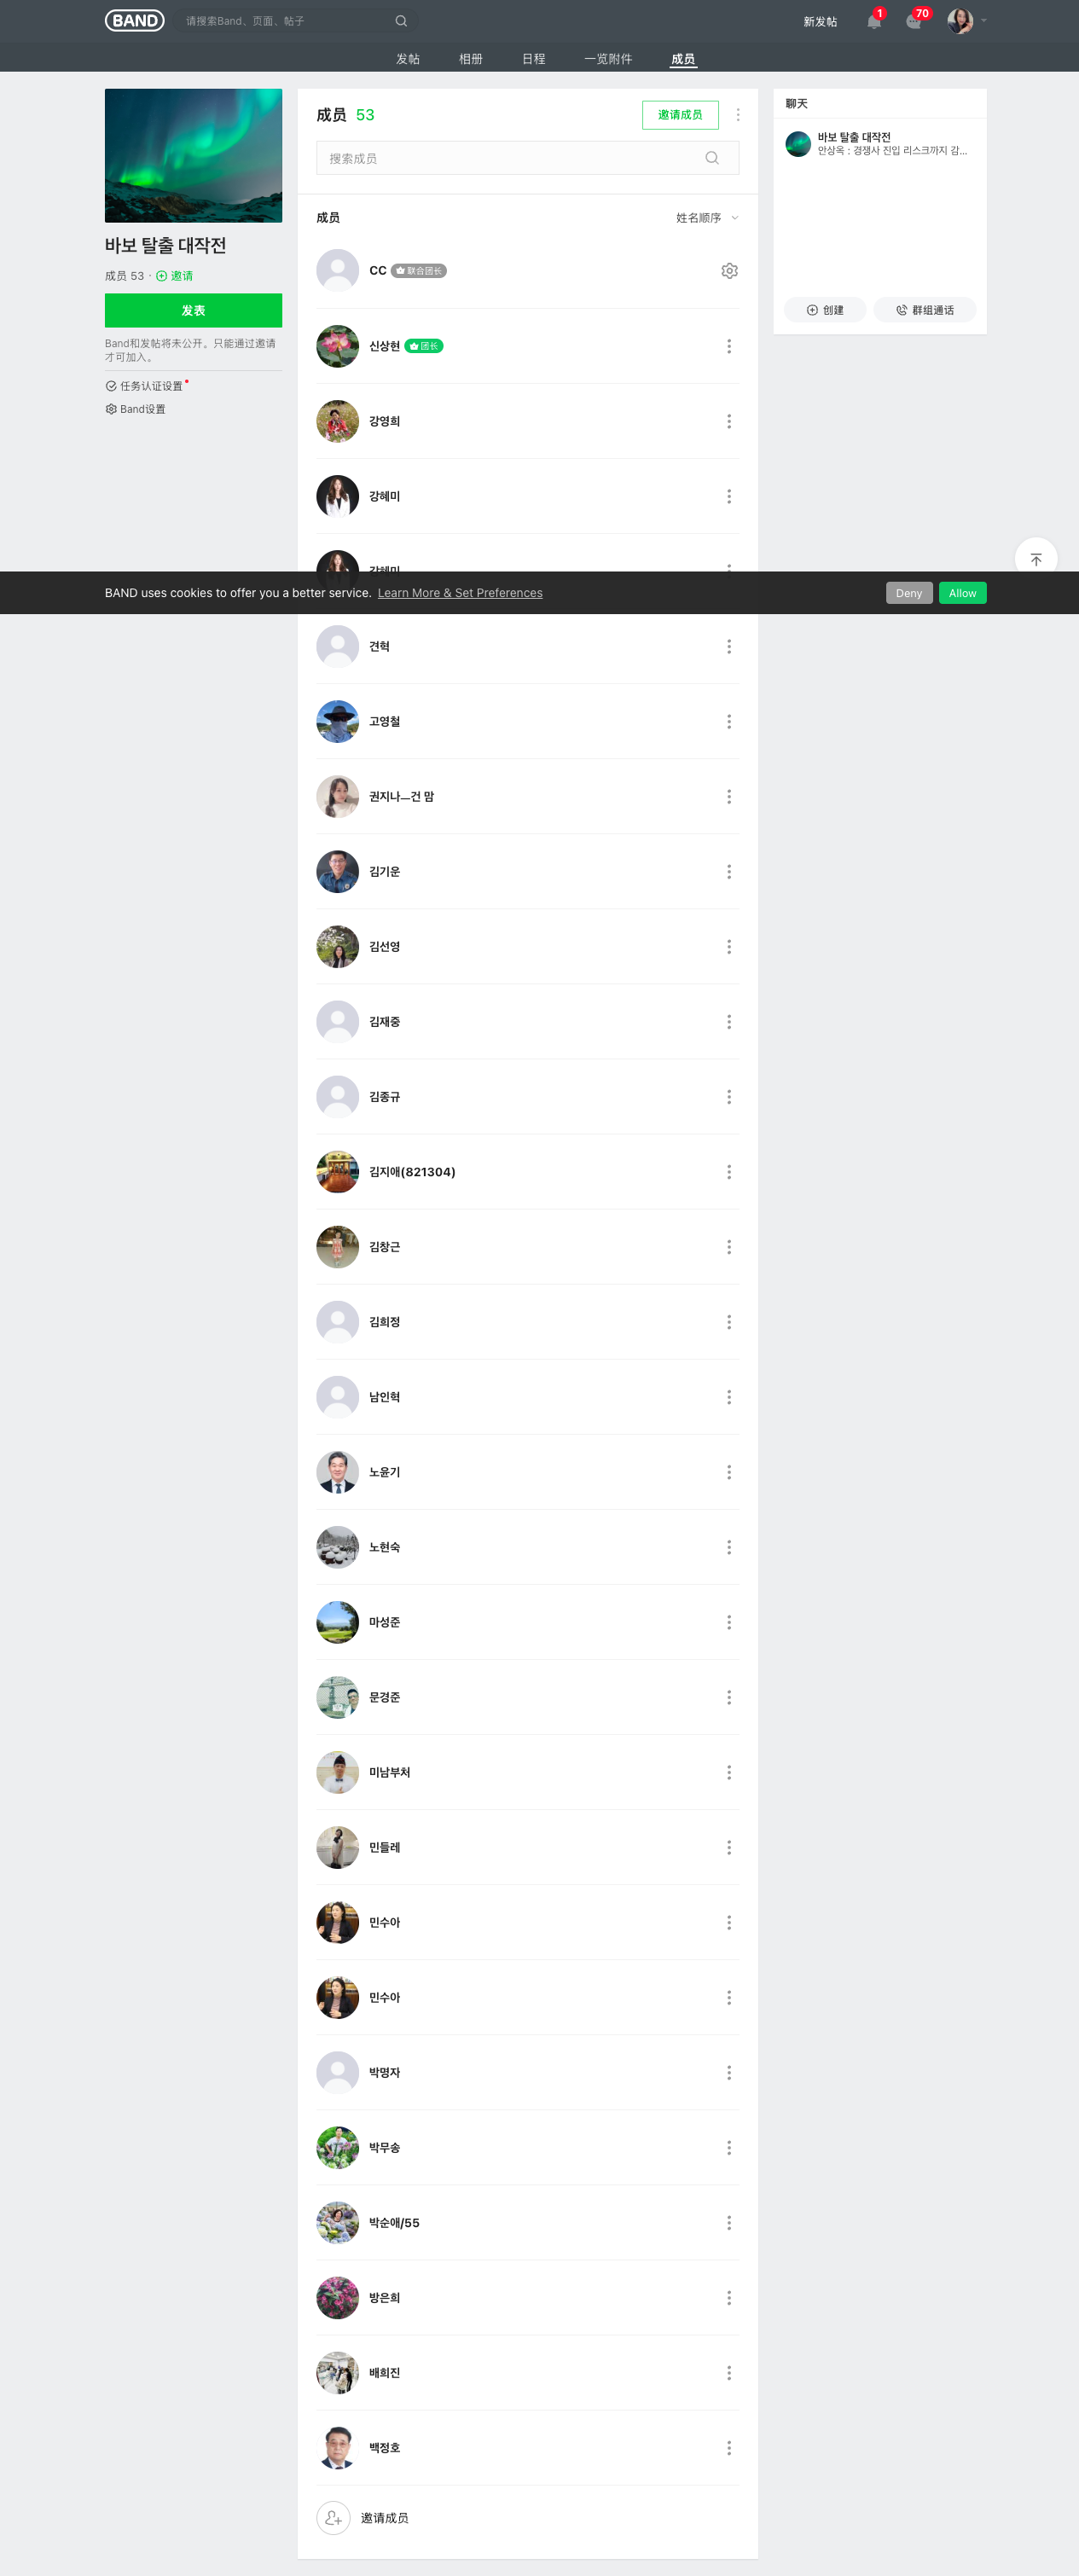 BAND
请搜索Band、页面、帖子
新发帖
1
70
发帖
相册
日程
一览附件
成员
바보 탈출 대작전
成员 53 · 邀请
发表
Band和发帖将未公开。只能通过邀请
才可加入。
任务认证设置
Band设置
成员 53
邀请成员
搜索成员
成员
姓名顺序
CC 联合团长
신상현 团长
강영희
강혜미
강혜미
견혁
고영철
권지나ㅡ건 맘
김기운
김선영
김재중
김종규
김지애(821304)
김창근
김희정
남인혁
노윤기
노현숙
마성준
문경준
미남부처
민들레
민수아
민수아
박명자
박무송
박순애/55
방은희
배희진
백정호
邀请成员
聊天
바보 탈출 대작전
안상옥 : 경쟁사 진입 리스크까지 감...
创建
群组通话
BAND uses cookies to offer you a better service. Learn More & Set Preferences
Deny
Allow